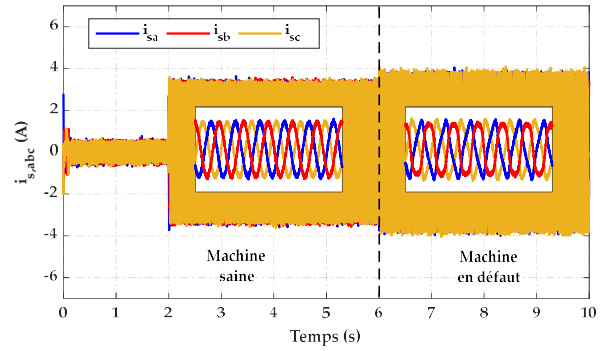 i_sa i_sb i_sc
i_s,abc (A)
6
4
2
0
-2
-4
-6
Machine
saine
Machine
en défaut
0 1 2 3 4 5 6 7 8 9 10
Temps (s)